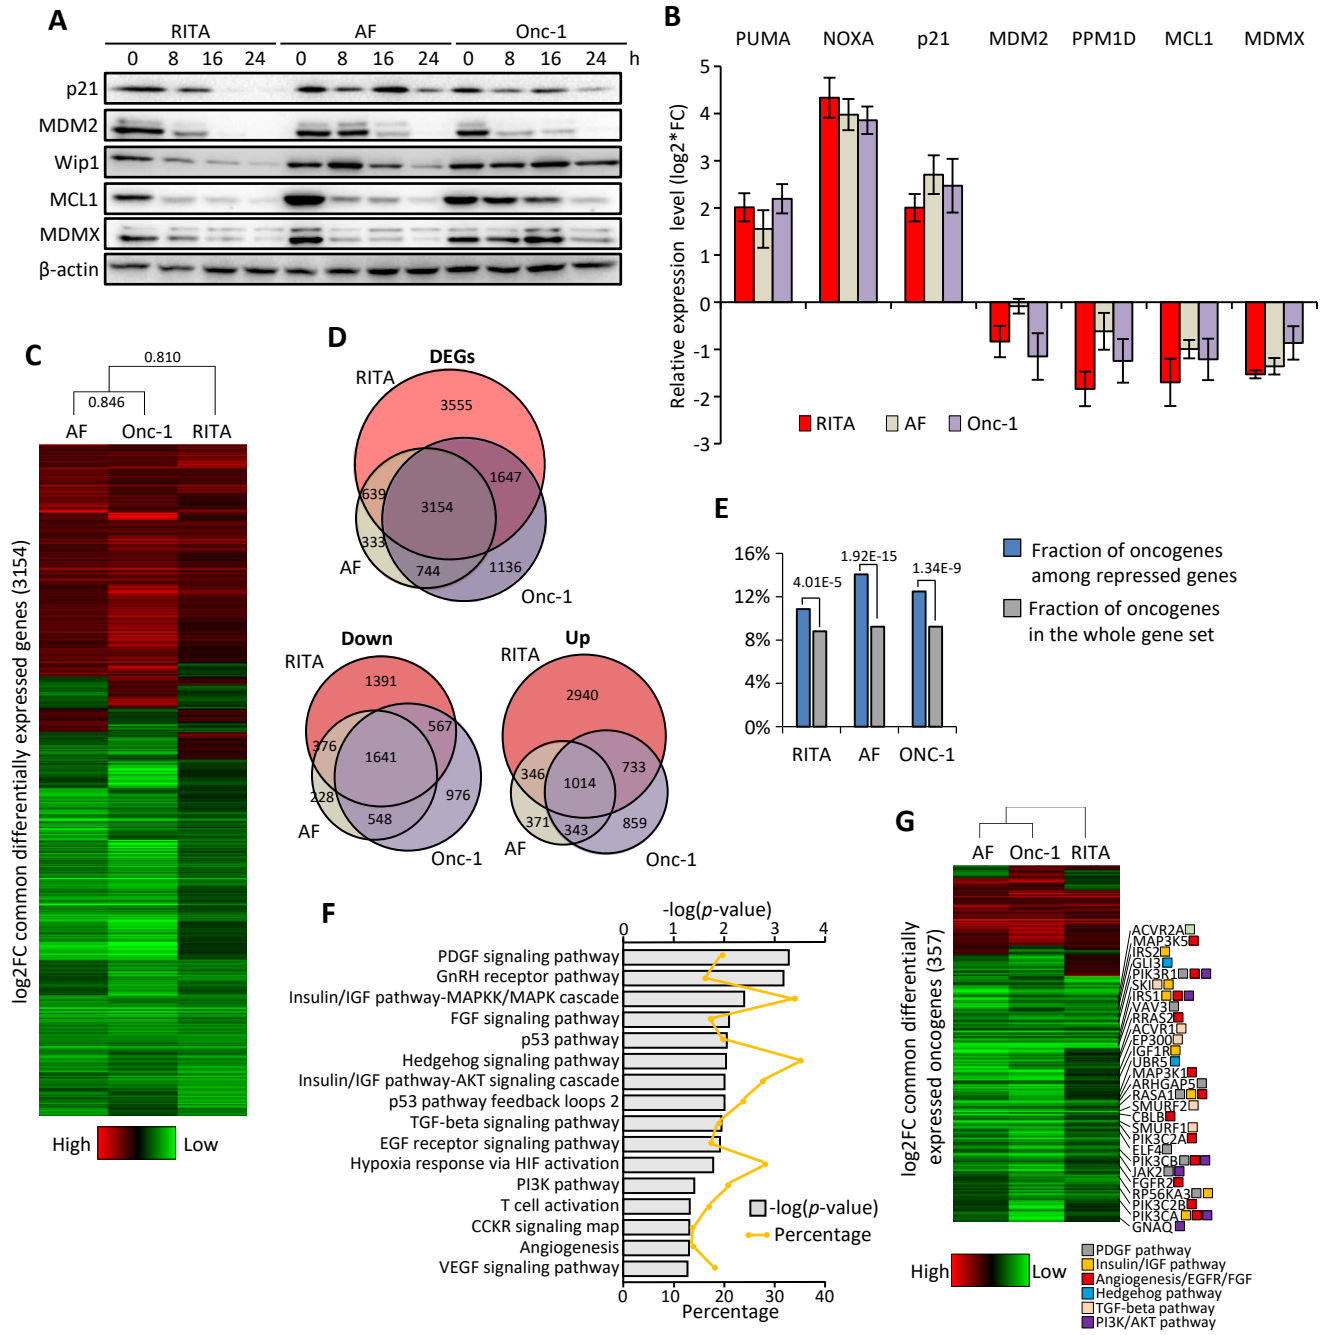 A
RITA AF Onc-1
0 8 16 24 0 8 16 24 0 8 16 24 h
p21
MDM2
Wip1
MCL1
MDMX
β-actin
B
PUMA NOXA p21 MDM2 PPM1D MCL1 MDMX
Relative expression level (log2*FC)
5
4
3
2
1
0
-1
-2
-3
RITA AF Onc-1
C
0.810
0.846
AF Onc-1 RITA
log2FC common differentially expressed genes (3154)
High Low
D
DEGs
RITA
3555
1647
639
3154
333
AF
744
1136
Onc-1
Down
RITA
1391
567
376
1641
228
976
AF
548
Onc-1
Up
RITA
2940
346
733
1014
371
343
859
AF
Onc-1
E
16%
12%
8%
4%
0%
4.01E-5
1.92E-15
1.34E-9
RITA AF ONC-1
Fraction of oncogenes
among repressed genes
Fraction of oncogenes
in the whole gene set
F
-log(p-value)
0 1 2 3 4
PDGF signaling pathway
GnRH receptor pathway
Insulin/IGF pathway-MAPKK/MAPK cascade
FGF signaling pathway
p53 pathway
Hedgehog signaling pathway
Insulin/IGF pathway-AKT signaling cascade
p53 pathway feedback loops 2
TGF-beta signaling pathway
EGF receptor signaling pathway
Hypoxia response via HIF activation
PI3K pathway
T cell activation
CCKR signaling map
Angiogenesis
VEGF signaling pathway
-log(p-value)
Percentage
0 10 20 30 40
Percentage
G
AF Onc-1 RITA
log2FC common differentially
expressed oncogenes (357)
ACVR2A
MAP3K5
IRS2
GLI3
PIK3R1
SKI
IRS1
VAV3
RRAS2
ACVR1
EP300
IGF1R
UBR5
MAP3K1
ARHGAP5
RASA1
SMURF2
CBLB
SMURF1
PIK3C2A
ELF4
PIK3CB
JAK2
FGFR2
RP56KA3
PIK3C2B
PIK3CA
GNAQ
High Low
PDGF pathway
Insulin/IGF pathway
Angiogenesis/EGFR/FGF
Hedgehog pathway
TGF-beta pathway
PI3K/AKT pathway